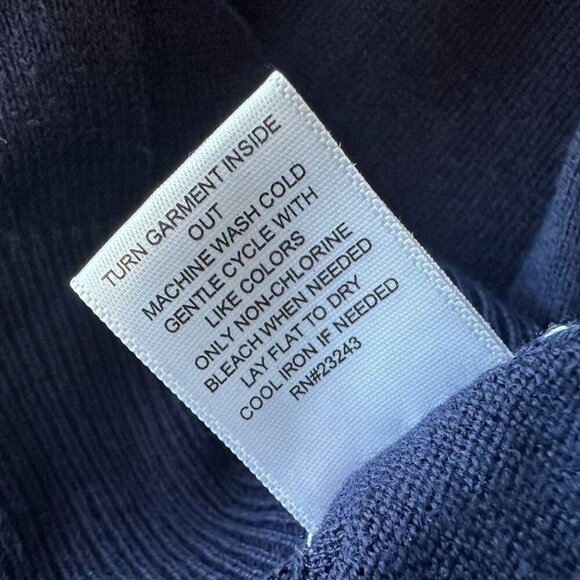 TURN GARMENT INSIDE
OUT
MACHINE WASH COLD
GENTLE CYCLE WITH
LIKE COLORS
ONLY NON-CHLORINE
BLEACH WHEN NEEDED
LAY FLAT TO DRY
COOL IRON IF NEEDED
RN#23243